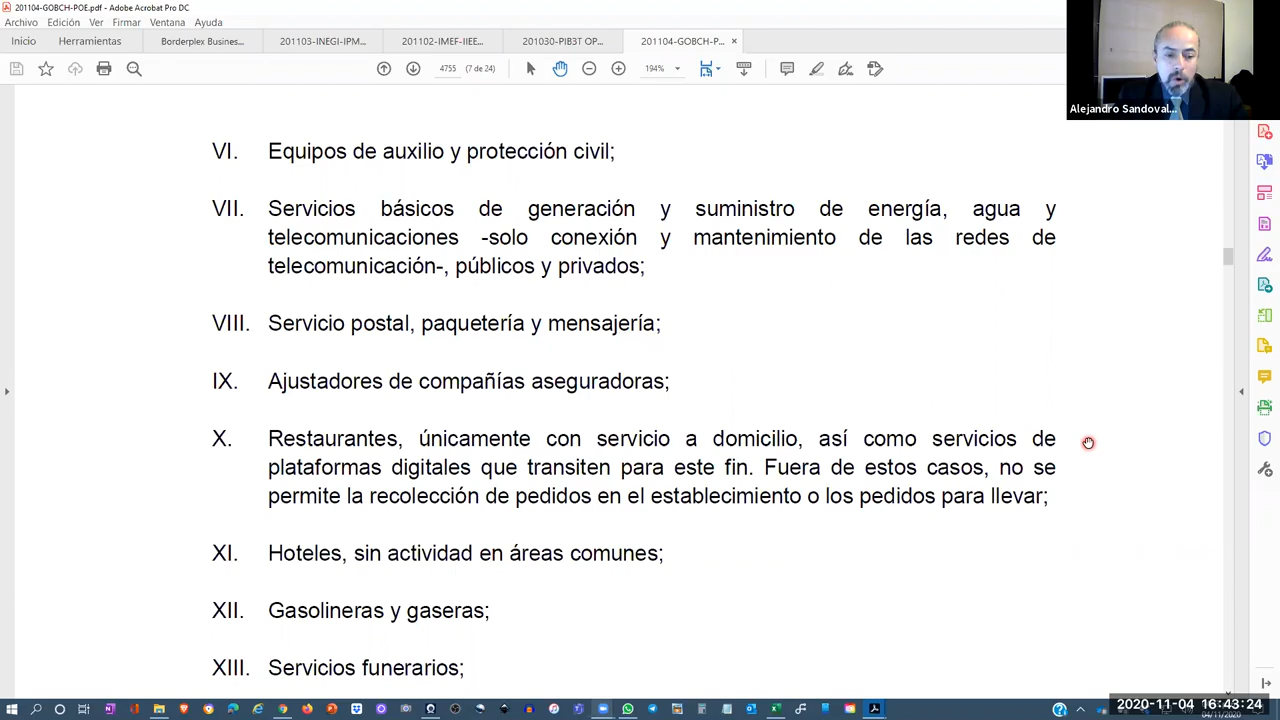 201104-GOBCH-POE.pdf - Adobe Acrobat Pro DC
Archivo Edición Ver Firmar Ventana Ayuda
Inicio Herramientas Borderplex Busines... 201103-INEGI-IPM... 201102-IMEF-IIEE... 201030-PIB3T OP... 201104-GOBCH-P... ×
4755 (7 de 24) 194%
Alejandro Sandoval...
VI. Equipos de auxilio y protección civil;
VII. Servicios básicos de generación y suministro de energía, agua y
telecomunicaciones -solo conexión y mantenimiento de las redes de
telecomunicación-, públicos y privados;
VIII. Servicio postal, paquetería y mensajería;
IX. Ajustadores de compañías aseguradoras;
X. Restaurantes, únicamente con servicio a domicilio, así como servicios de
plataformas digitales que transiten para este fin. Fuera de estos casos, no se
permite la recolección de pedidos en el establecimiento o los pedidos para llevar;
XI. Hoteles, sin actividad en áreas comunes;
XII. Gasolineras y gaseras;
XIII. Servicios funerarios;
2020-11-04 16:43:24
04/11/2020